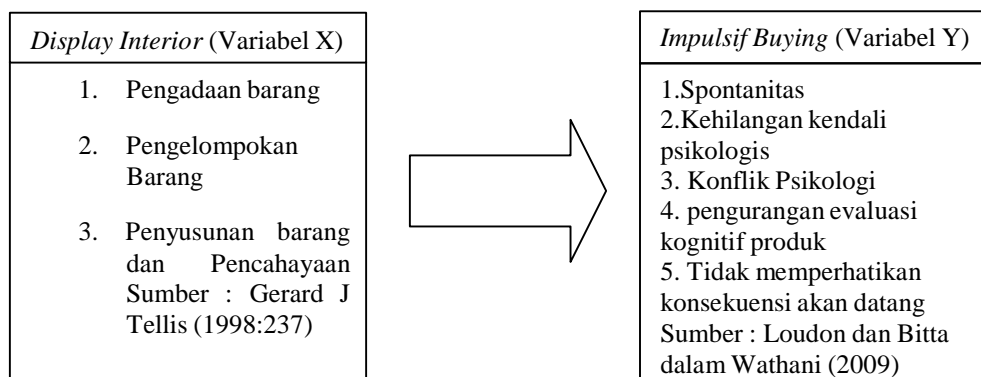 Display Interior (Variabel X)
1. Pengadaan barang
2. Pengelompokan
Barang
3. Penyusunan barang
dan Pencahayaan
Sumber : Gerard J
Tellis (1998:237)
Impulsif Buying (Variabel Y)
1.Spontanitas
2.Kehilangan kendali
psikologis
3. Konflik Psikologi
4. pengurangan evaluasi
kognitif produk
5. Tidak memperhatikan
konsekuensi akan datang
Sumber : Loudon dan Bitta
dalam Wathani (2009)